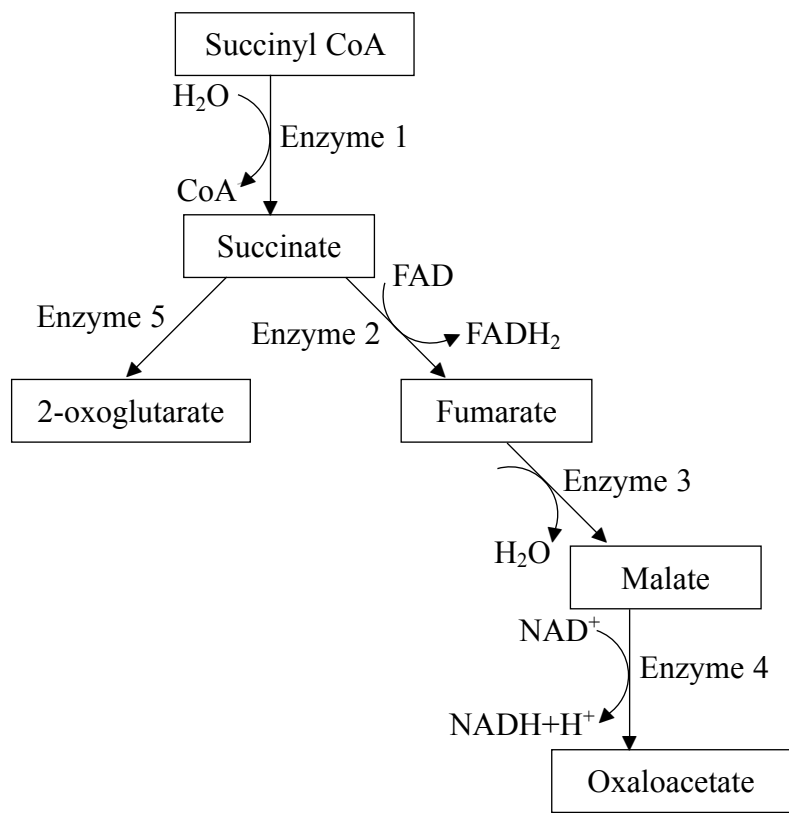 Succinyl CoA
H₂O
Enzyme 1
CoA
Succinate
FAD
Enzyme 5
Enzyme 2
FADH₂
2-oxoglutarate
Fumarate
Enzyme 3
H₂O
Malate
NAD⁺
Enzyme 4
NADH+H⁺
Oxaloacetate